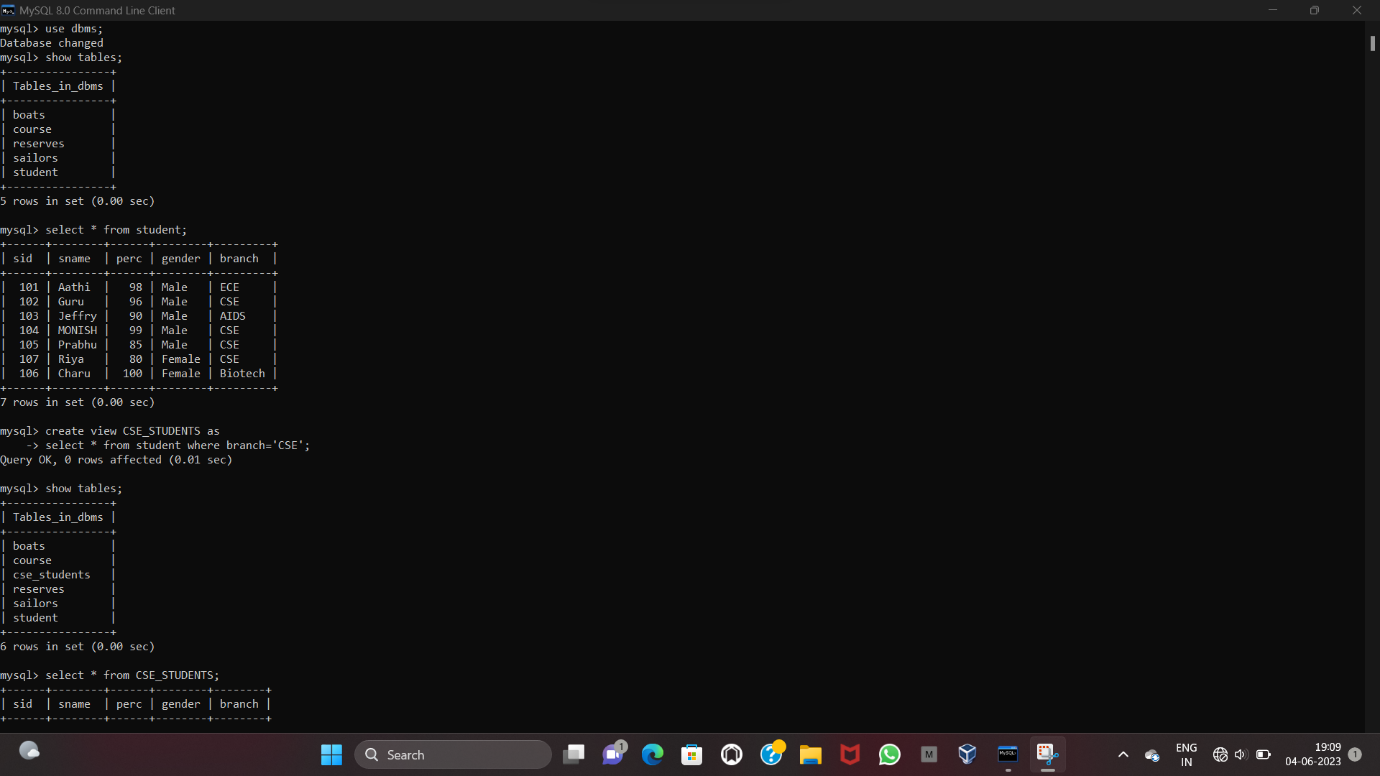 MySQL 8.0 Command Line Client
mysql> use dbms;
Database changed
mysql> show tables;
+----------------+
| Tables_in_dbms |
+----------------+
| boats          |
| course         |
| reserves       |
| sailors        |
| student        |
+----------------+
5 rows in set (0.00 sec)

mysql> select * from student;
+------+--------+------+--------+---------+
| sid  | sname  | perc | gender | branch  |
+------+--------+------+--------+---------+
|  101 | Aathi  |   98 | Male   | ECE     |
|  102 | Guru   |   96 | Male   | CSE     |
|  103 | Jeffry |   90 | Male   | AIDS    |
|  104 | MONISH |   99 | Male   | CSE     |
|  105 | Prabhu |   85 | Male   | CSE     |
|  107 | Riya   |   80 | Female | CSE     |
|  106 | Charu  |  100 | Female | Biotech |
+------+--------+------+--------+---------+
7 rows in set (0.00 sec)

mysql> create view CSE_STUDENTS as
    -> select * from student where branch='CSE';
Query OK, 0 rows affected (0.01 sec)

mysql> show tables;
+----------------+
| Tables_in_dbms |
+----------------+
| boats          |
| course         |
| cse_students   |
| reserves       |
| sailors        |
| student        |
+----------------+
6 rows in set (0.00 sec)

mysql> select * from CSE_STUDENTS;
+------+--------+------+--------+--------+
| sid  | sname  | perc | gender | branch |
+------+--------+------+--------+--------+
Search
1
M
MySQL
ENG
IN
19:09
04-06-2023
1